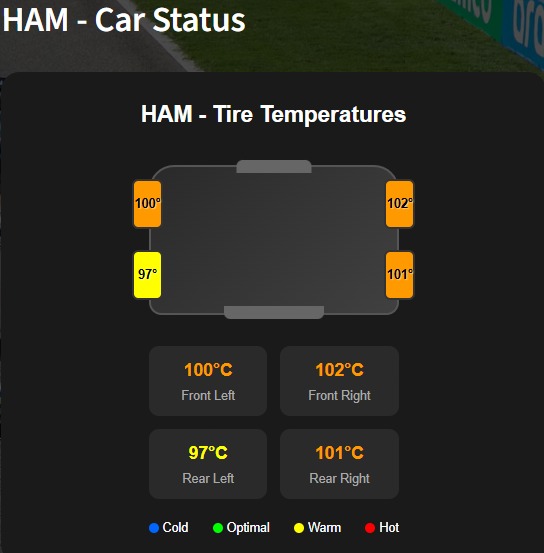 HAM - Car Status
HAM - Tire Temperatures
100° 102°
97° 101°
100°C 102°C
Front Left Front Right
97°C 101°C
Rear Left Rear Right
Cold Optimal Warm Hot